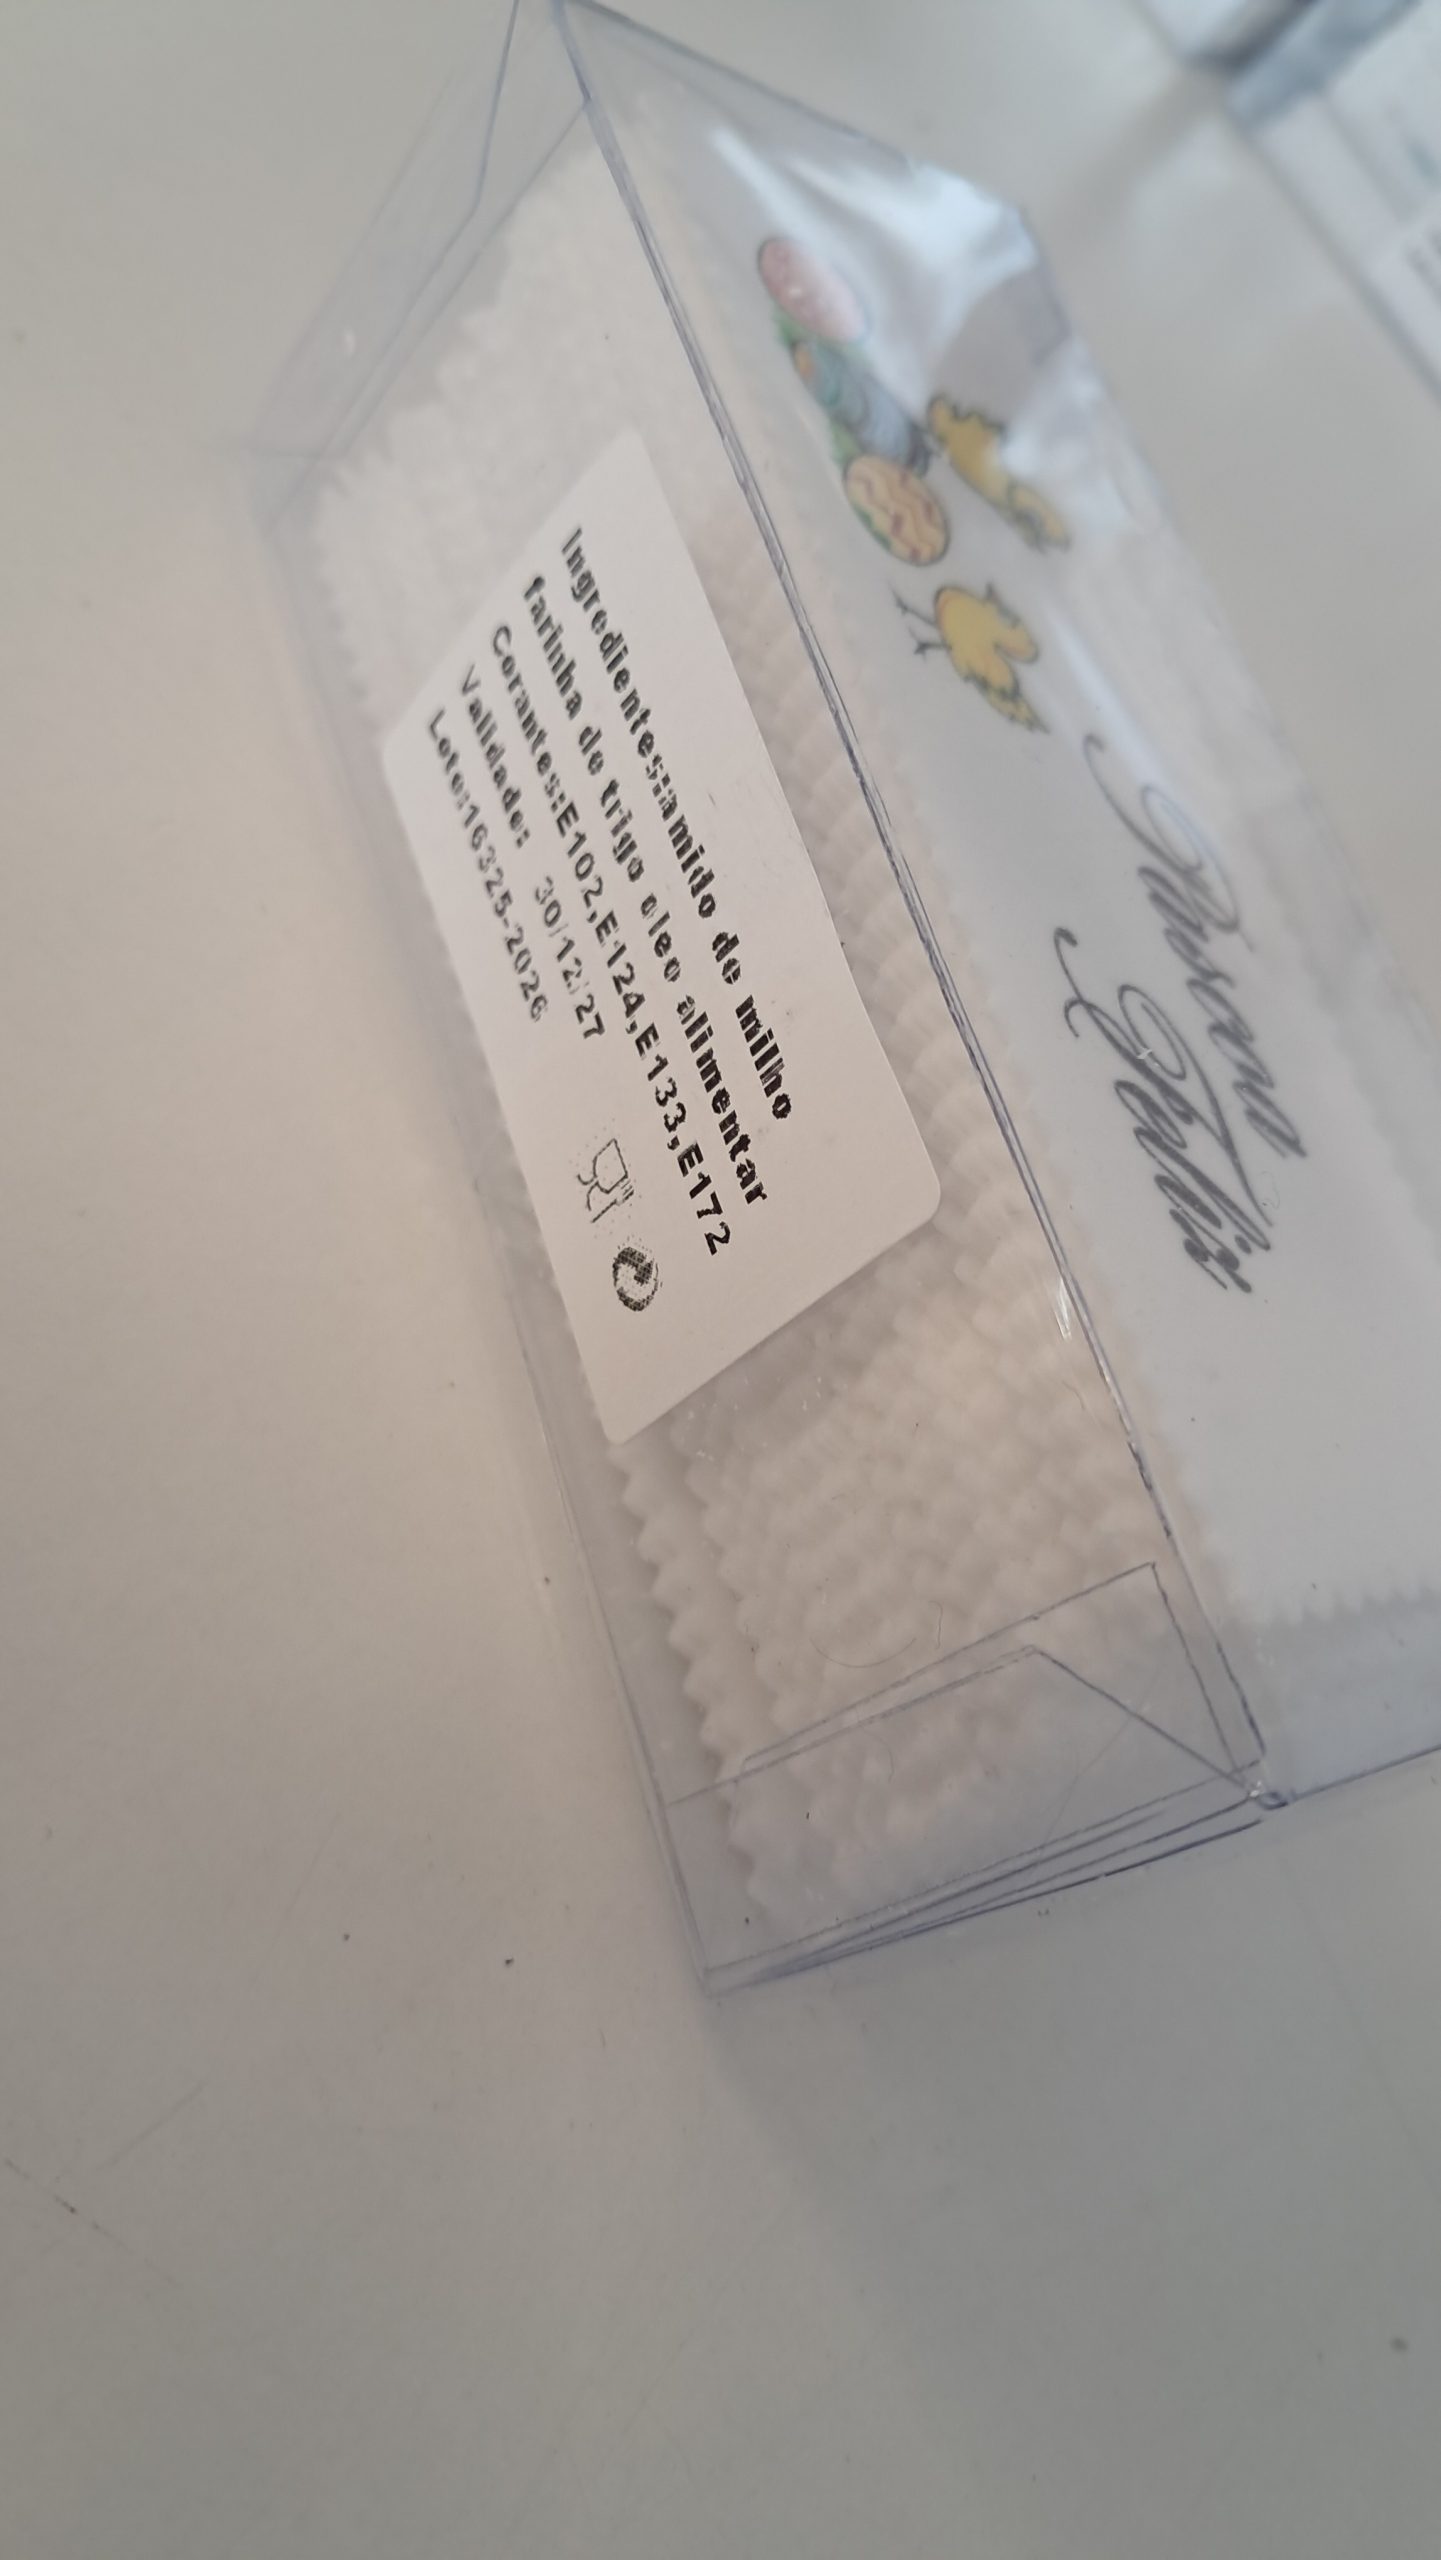 Ingredientes:amido de milho
farinha de trigo oleo alimentar
Corantes:E102,E124,E133,E172
Validade: 30/12/27
Lote:16325-2026
Páscoa
Feliz